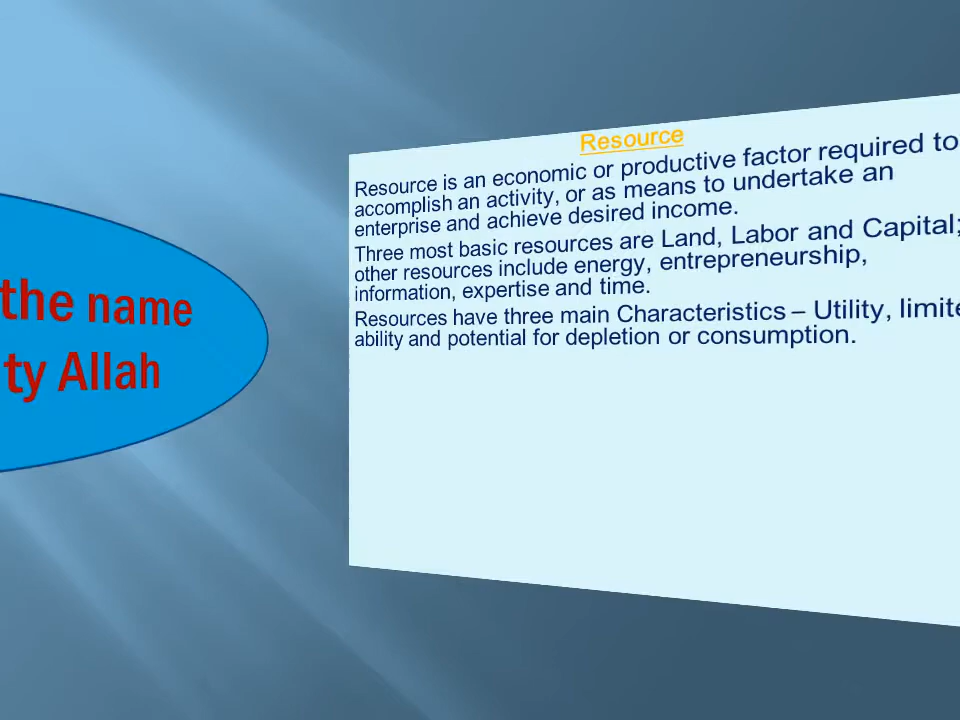 the name
ty Allah
Resource
Resource is an economic or productive factor required to
accomplish an activity, or as means to undertake an
enterprise and achieve desired income.
Three most basic resources are Land, Labor and Capital;
other resources include energy, entrepreneurship,
information, expertise and time.
Resources have three main Characteristics – Utility, limite
ability and potential for depletion or consumption.